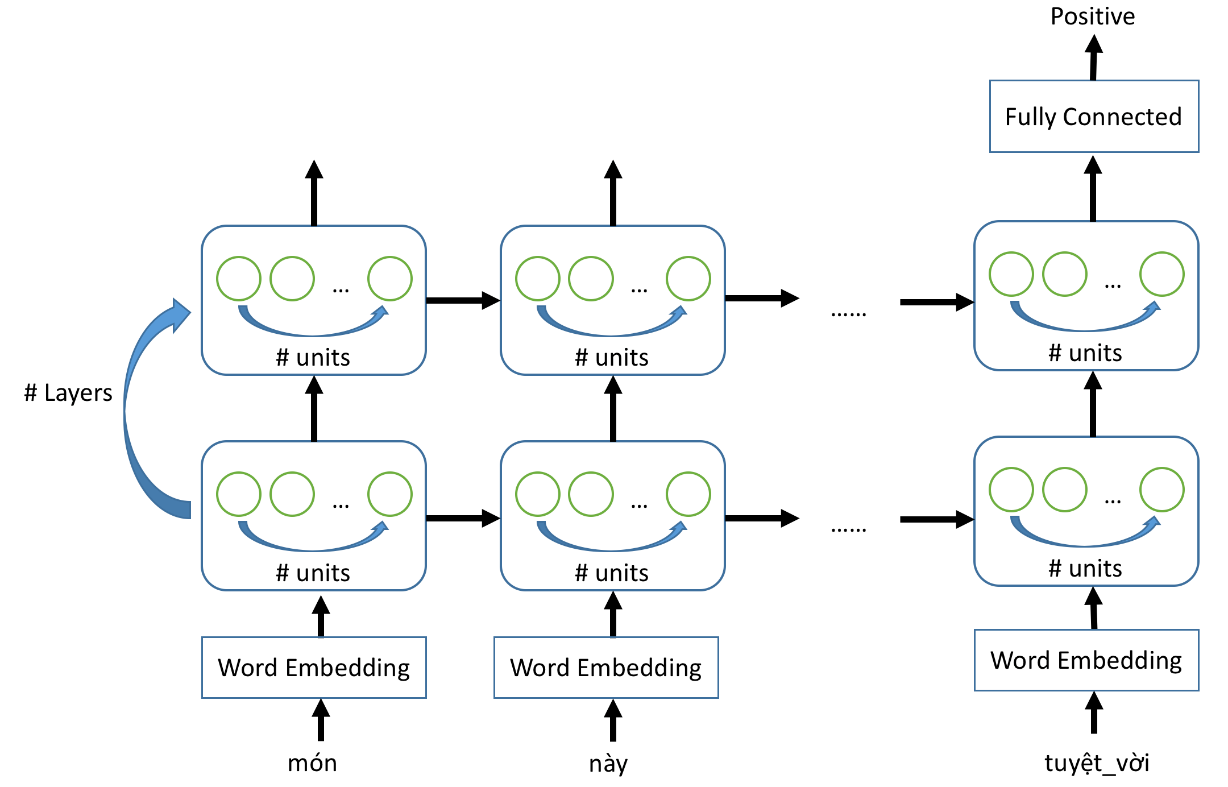 Positive
Fully Connected
... ... ...
# units # units ...... # units
# Layers
... ... ...
# units # units ...... # units
Word Embedding Word Embedding Word Embedding
món này tuyệt_vời